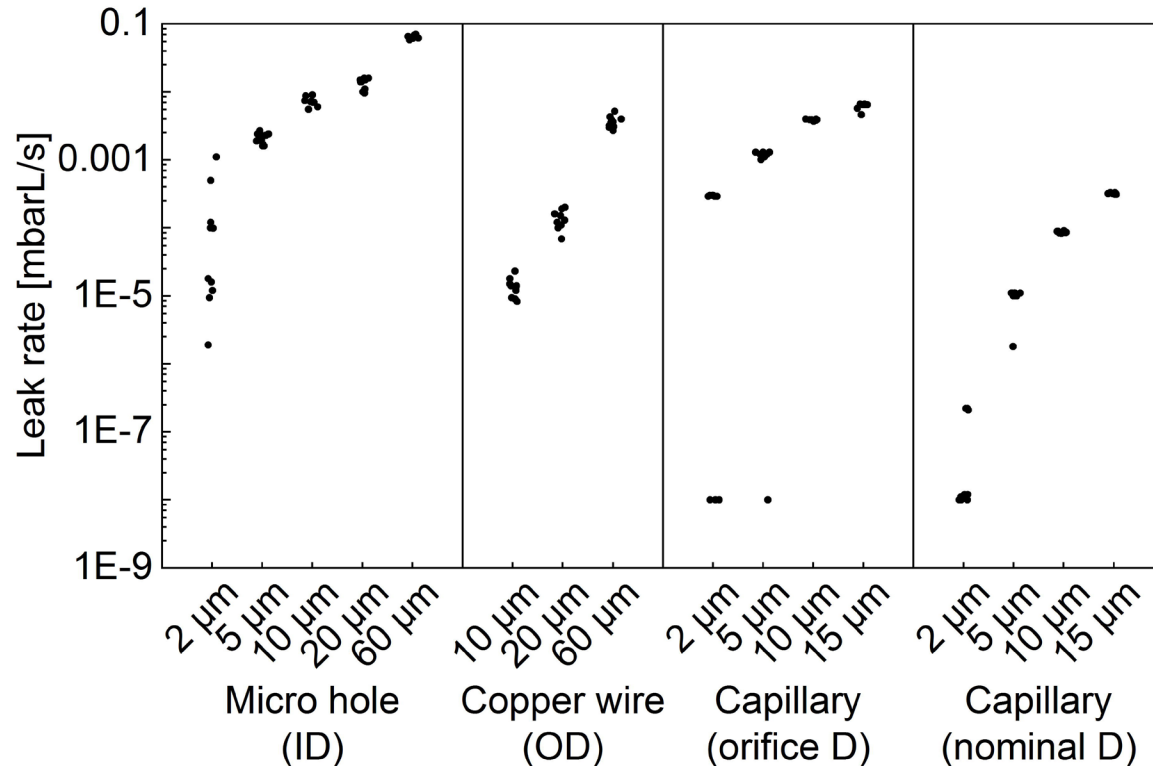 Leak rate [mbarL/s]
0.1
0.001
1E-5
1E-7
1E-9
2 µm
5 µm
10 µm
20 µm
60 µm
10 µm
20 µm
60 µm
2 µm
5 µm
10 µm
15 µm
2 µm
5 µm
10 µm
15 µm
Micro hole
(ID)
Copper wire
(OD)
Capillary
(orifice D)
Capillary
(nominal D)